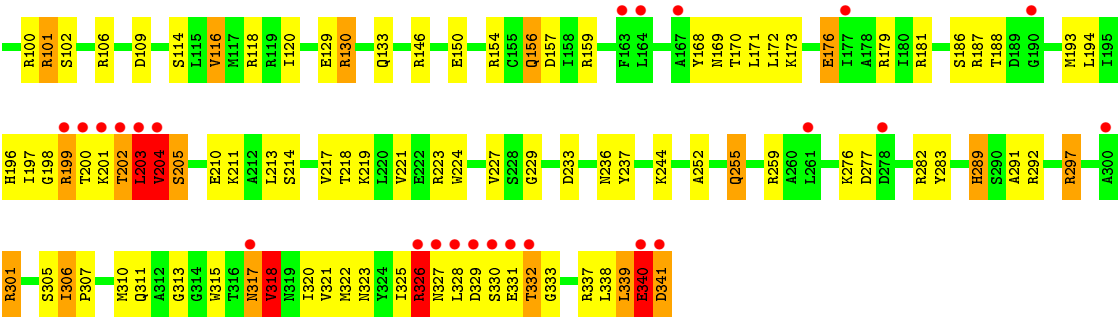 R100 R101 S102 R106 D109 S114 L115 V116 M117 R118 R119 I120 E129 R130 Q133 R146 E150 R154 C155 Q156 D157 I158 R159 F163 L164 A167 Y168 N169 T170 L171 L172 K173 E176 I177 A178 R179 I180 R181 S186 R187 T188 D189 G190 M193 L194 I195
H196 I197 G198 R199 T200 K201 T202 L203 V204 S205 E210 K211 A212 L213 S214 V217 T218 K219 L220 V221 E222 R223 W224 V227 S228 G229 D233 N236 Y237 K244 A252 Q255 R259 A260 L261 K276 D277 D278 R282 Y283 H289 S290 A291 R292 R297 A300
R301 S305 I306 P307 M310 Q311 A312 G313 G314 W315 T316 N317 V318 N319 I320 V321 M322 N323 Y324 I325 R326 N327 L328 D329 S330 E331 T332 G333 R337 L338 L339 E340 D341